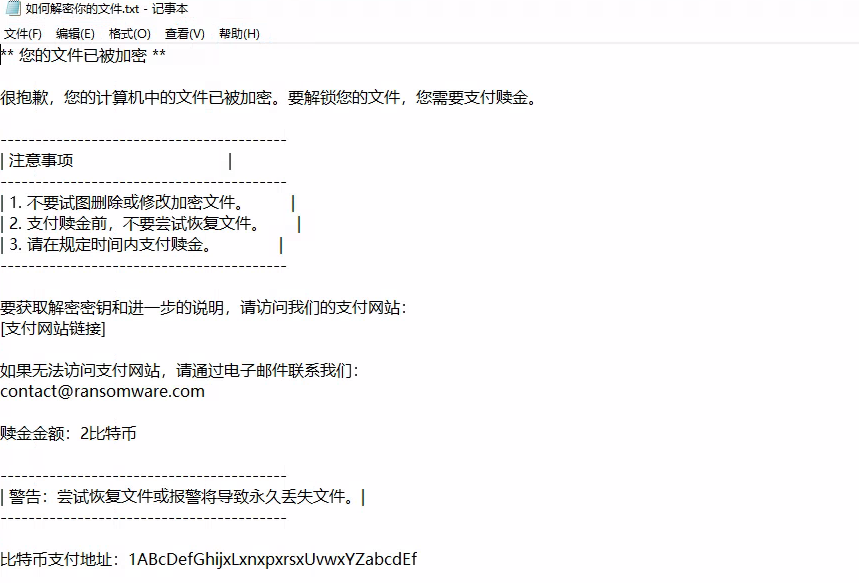 如何解密你的文件.txt - 记事本
文件(F) 编辑(E) 格式(O) 查看(V) 帮助(H)
** 您的文件已被加密 **
很抱歉，您的计算机中的文件已被加密。要解锁您的文件，您需要支付赎金。
----------------------------------------
| 注意事项 |
----------------------------------------
| 1. 不要试图删除或修改加密文件。 |
| 2. 支付赎金前，不要尝试恢复文件。 |
| 3. 请在规定时间内支付赎金。 |
----------------------------------------
要获取解密密钥和进一步的说明，请访问我们的支付网站：
[支付网站链接]
如果无法访问支付网站，请通过电子邮件联系我们：
contact@ransomware.com
赎金金额：2比特币
----------------------------------------
| 警告：尝试恢复文件或报警将导致永久丢失文件。|
----------------------------------------
比特币支付地址：1ABcDefGhijxLxnxpxrsxUvwxYZabcdEf